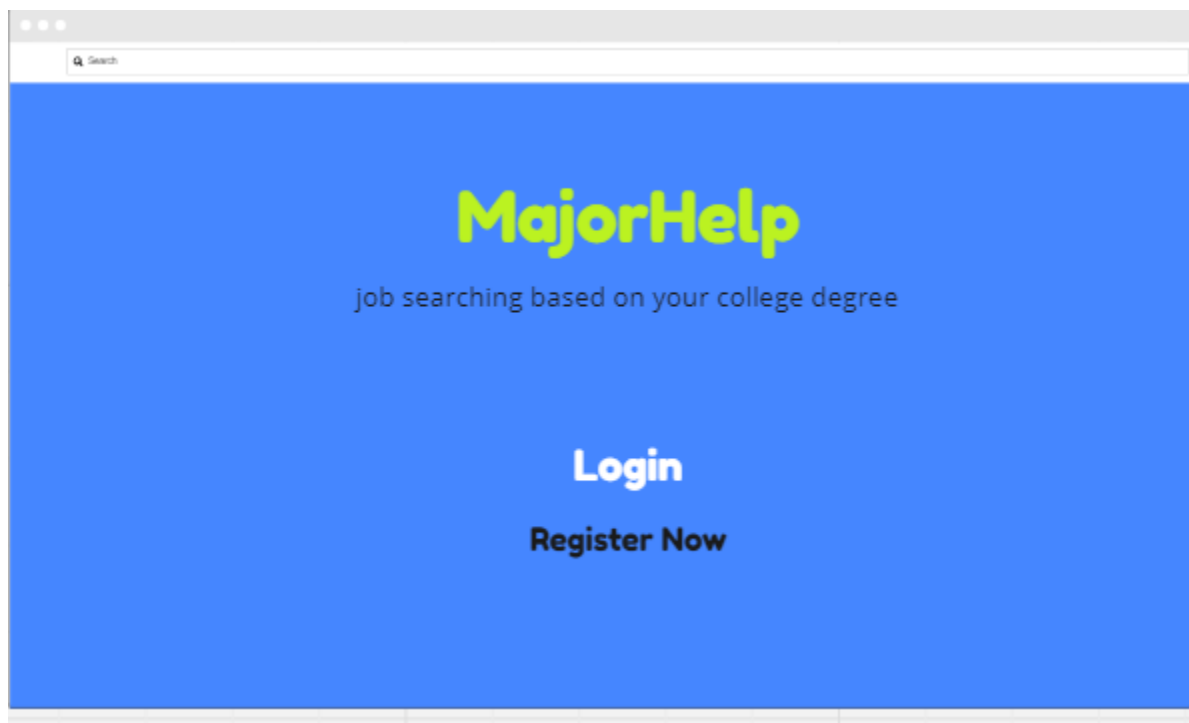 Search
MajorHelp
job searching based on your college degree
Login
Register Now